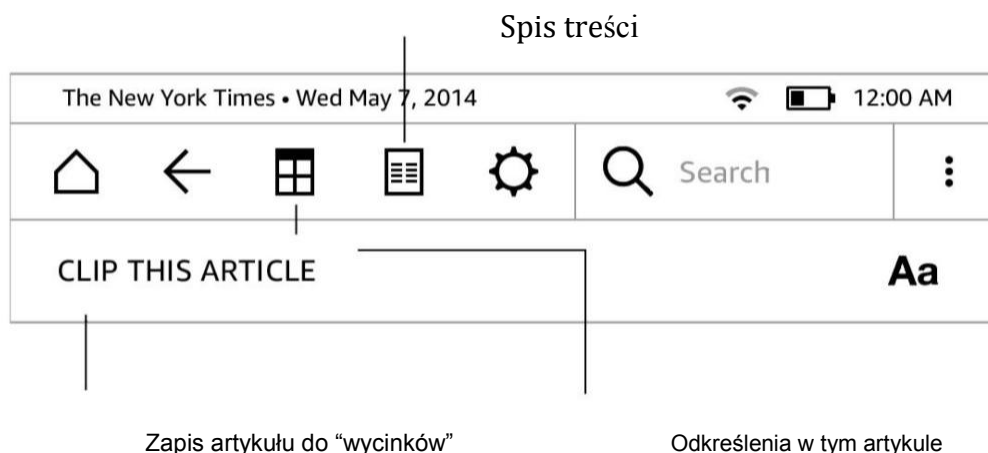 Spis treści
The New York Times • Wed May 7, 2014 12:00 AM
Search
CLIP THIS ARTICLE Aa
Zapis artykułu do “wycinków” Odkreślenia w tym artykule